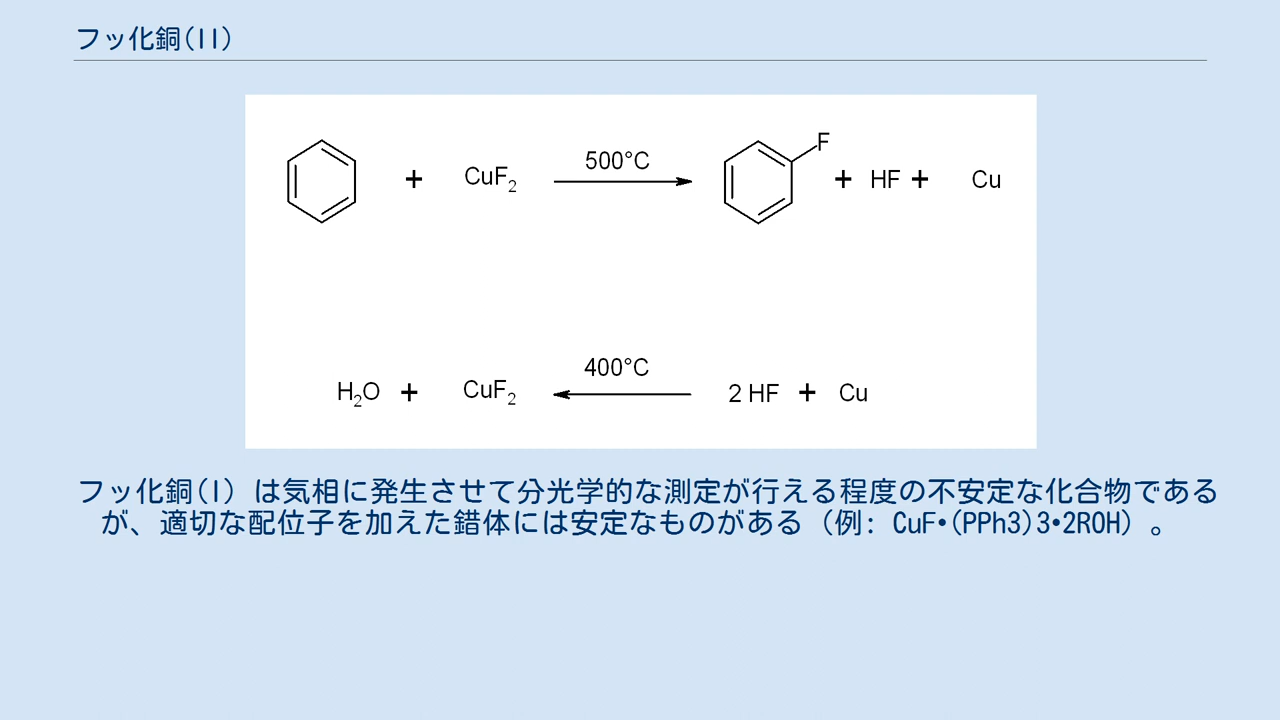 フッ化銅(II)
+ CuF2 500°C F + HF + Cu
H2O + CuF2 400°C 2 HF + Cu
フッ化銅(I) は気相に発生させて分光学的な測定が行える程度の不安定な化合物である
が、適切な配位子を加えた錯体には安定なものがある (例: CuF•(PPh3)3•2ROH) 。